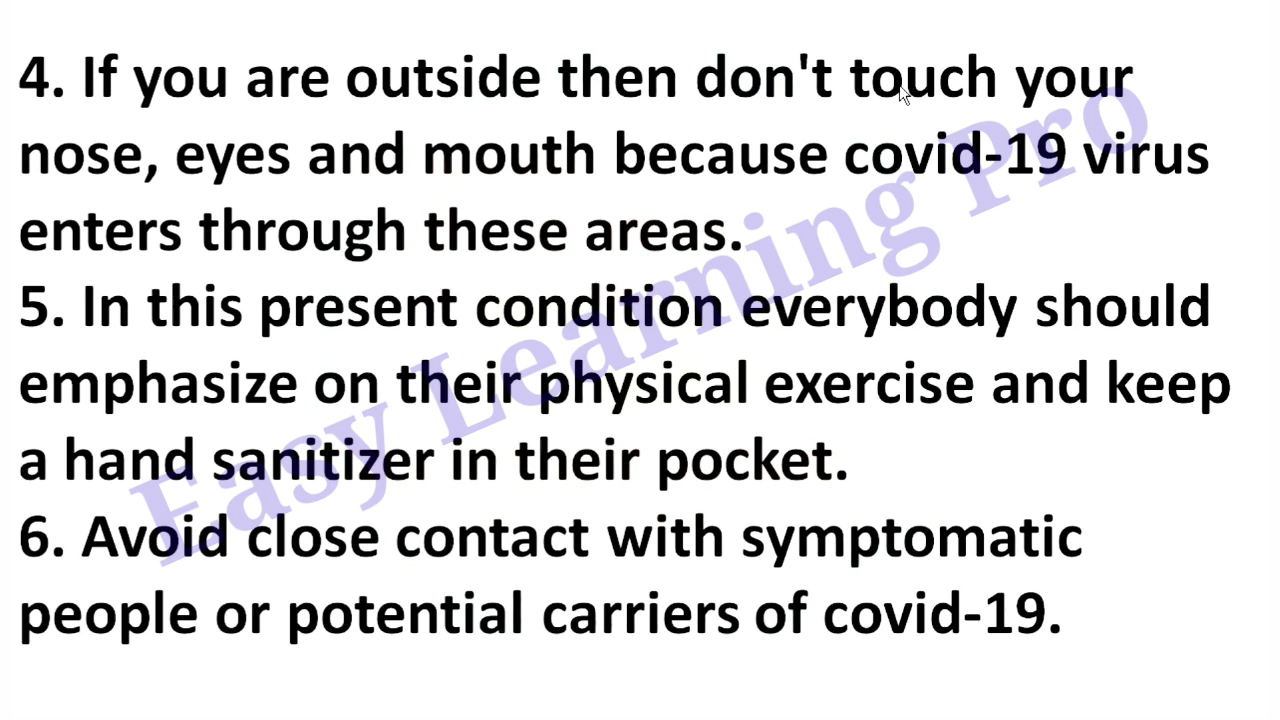 4. If you are outside then don't touch your
nose, eyes and mouth because covid-19 virus
enters through these areas.
5. In this present condition everybody should
emphasize on their physical exercise and keep
a hand sanitizer in their pocket.
6. Avoid close contact with symptomatic
people or potential carriers of covid-19.
Easy Learning Pro